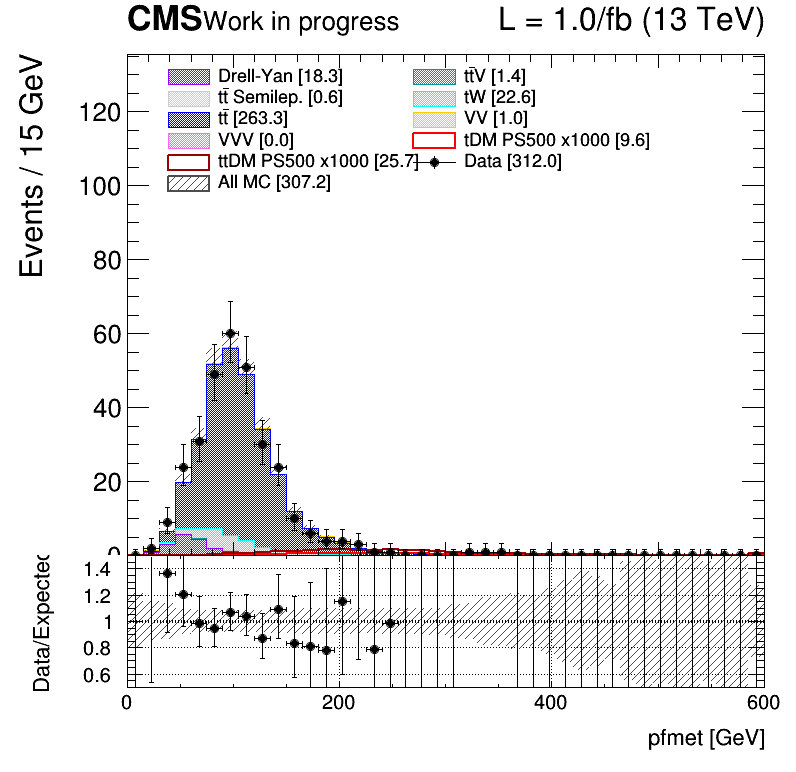 CMS Work in progress L = 1.0/fb (13 TeV)
Events / 15 GeV
Drell-Yan [18.3] tt̄V [1.4]
tt̄ Semilep. [0.6] tW [22.6]
tt̄ [263.3] VV [1.0]
VVV [0.0] tDM PS500 x1000 [9.6]
ttDM PS500 x1000 [25.7] Data [312.0]
All MC [307.2]
120
100
80
60
40
20
0
Data/Expected
1.4
1.2
1
0.8
0.6
0 200 400 600
pfmet [GeV]